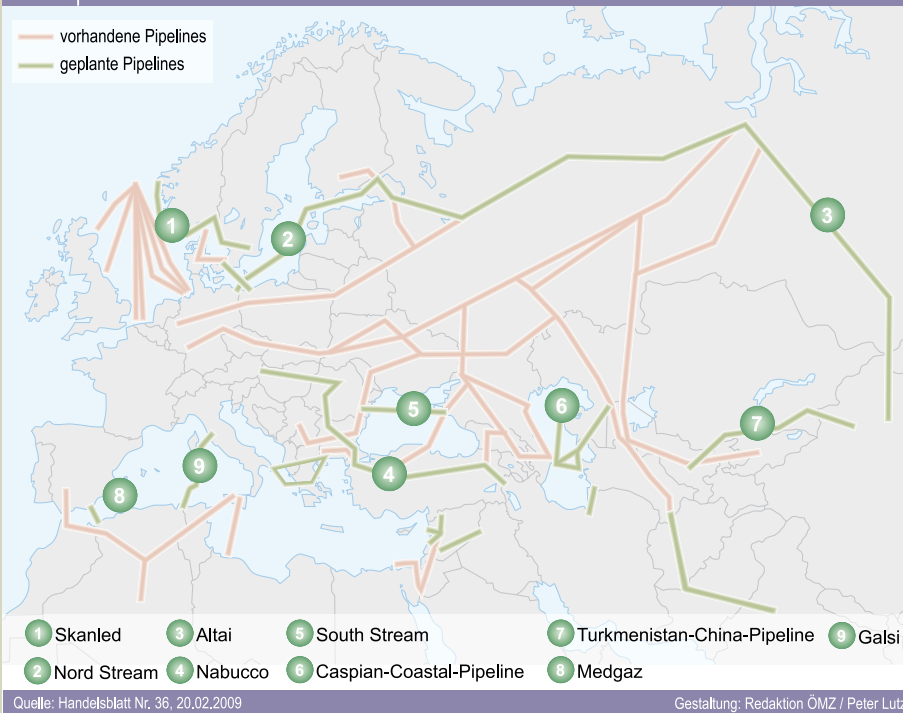 vorhandene Pipelines
geplante Pipelines
1
2
3
4
5
6
7
8
9
1 Skanled
3 Altai
5 South Stream
7 Turkmenistan-China-Pipeline
9 Galsi
2 Nord Stream
4 Nabucco
6 Caspian-Coastal-Pipeline
8 Medgaz
Quelle: Handelsblatt Nr. 36, 20.02.2009
Gestaltung: Redaktion ÖMZ / Peter Lutz